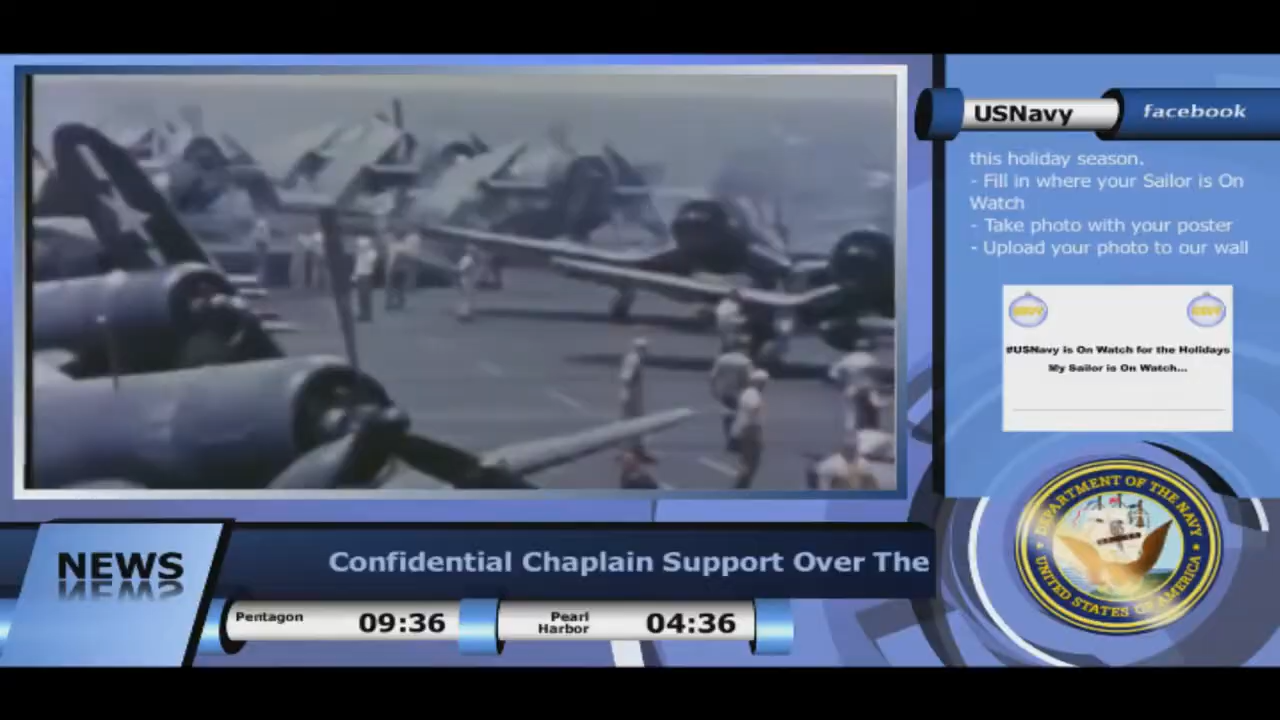 USNavy
facebook
this holiday season.
- Fill in where your Sailor is On
Watch
- Take photo with your poster
- Upload your photo to our wall
#USNavy is On Watch for the Holidays
My Sailor is On Watch...
DEPARTMENT OF THE NAVY
UNITED STATES OF AMERICA
NEWS
Confidential Chaplain Support Over The
Pentagon
09:36
Pearl
Harbor
04:36